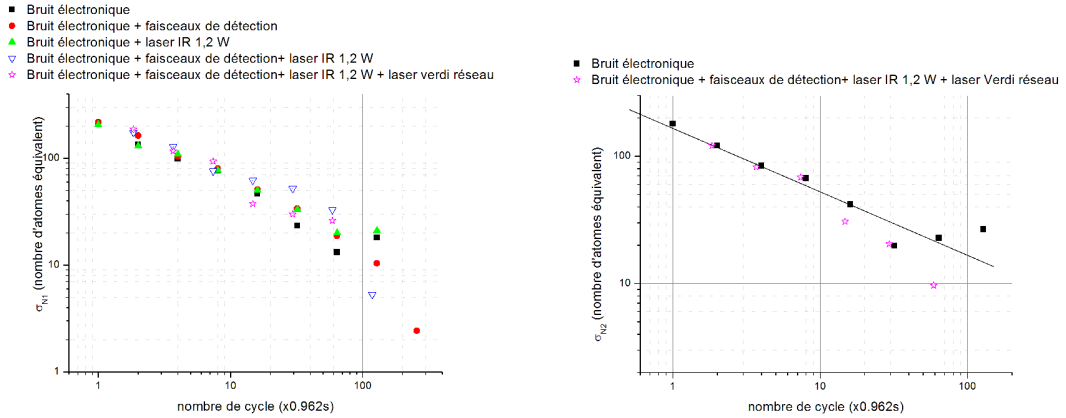 Bruit électronique
Bruit électronique + faisceaux de détection
Bruit électronique + laser IR 1,2 W
Bruit électronique + faisceaux de détection+ laser IR 1,2 W
Bruit électronique + faisceaux de détection+ laser IR 1,2 W + laser verdi réseau
σN1 (nombre d'atomes équivalent)
100
10
1
1
10
100
nombre de cycle (x0.962s)
Bruit électronique
Bruit électronique + faisceaux de détection+ laser IR 1,2 W + laser Verdi réseau
σN2 (nombre d'atomes équivalent)
100
10
1
10
100
nombre de cycle (x0.962s)